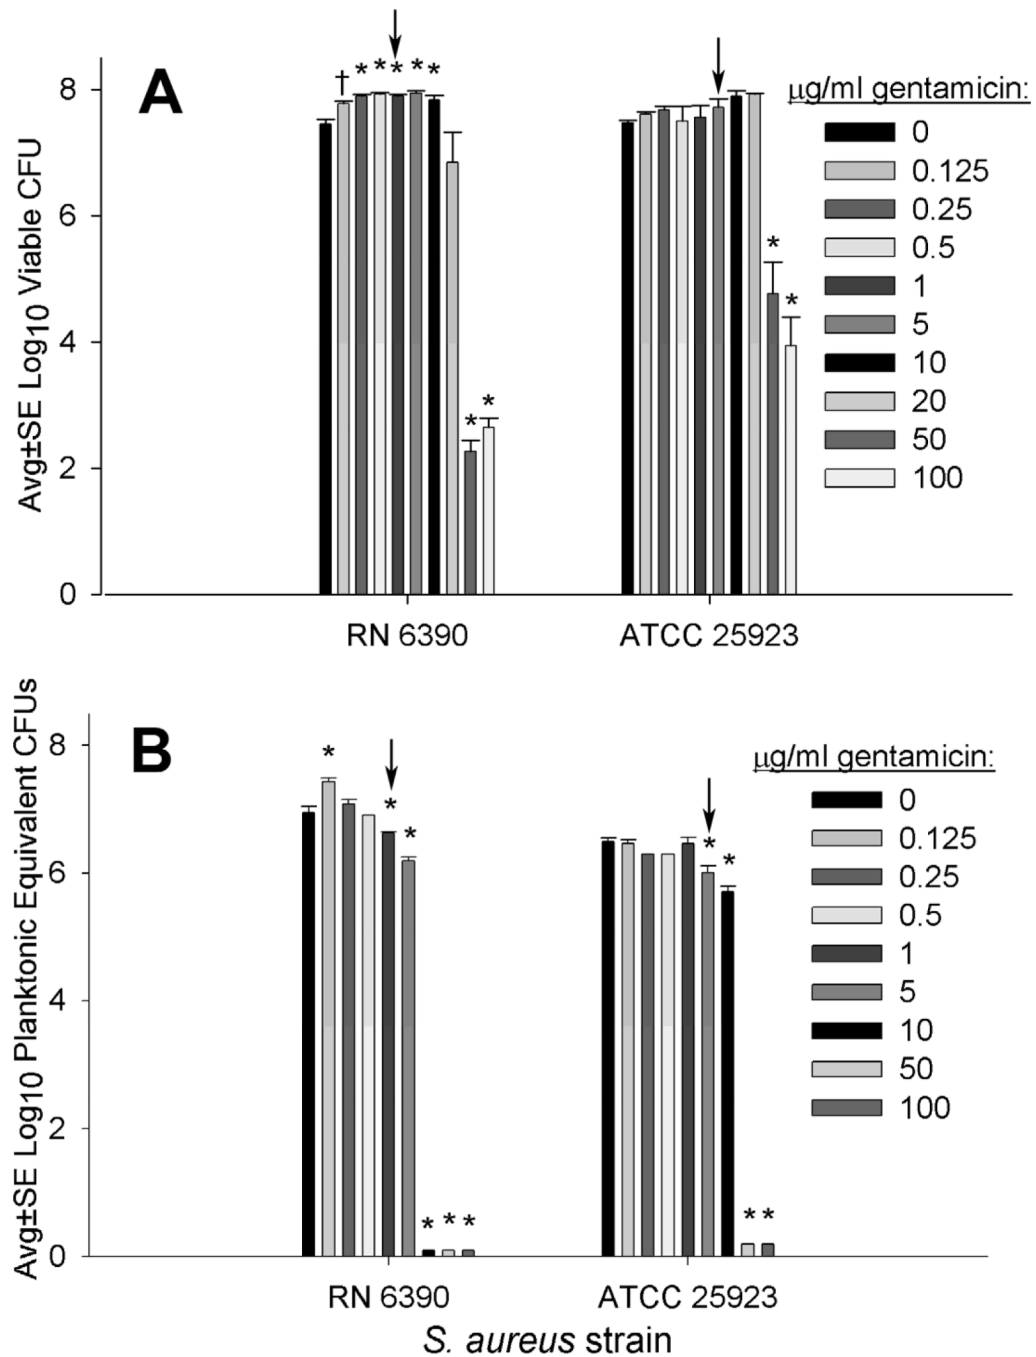 A
† * * * * *
* *
* *
Avg±SE Log10 Viable CFU
8
6
4
2
0
RN 6390
ATCC 25923
µg/ml gentamicin:
0
0.125
0.25
0.5
1
5
10
20
50
100
B
* * *
* * *
* *
* *
Avg±SE Log10 Planktonic Equivalent CFUs
8
6
4
2
0
RN 6390
ATCC 25923
S. aureus strain
µg/ml gentamicin:
0
0.125
0.25
0.5
1
5
10
50
100